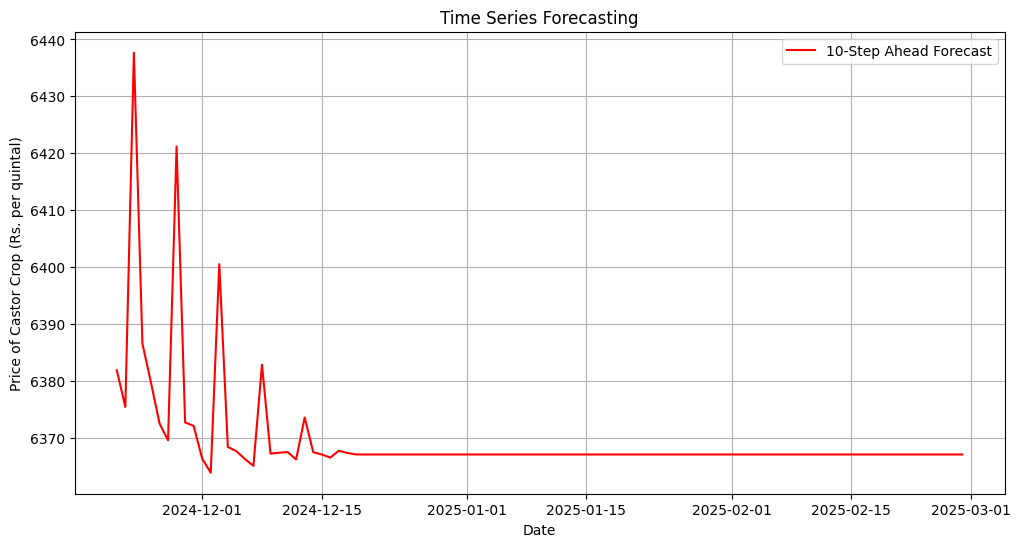 Time Series Forecasting
10-Step Ahead Forecast
Price of Castor Crop (Rs. per quintal)
6440
6430
6420
6410
6400
6390
6380
6370
2024-12-01 2024-12-15 2025-01-01 2025-01-15 2025-02-01 2025-02-15 2025-03-01
Date